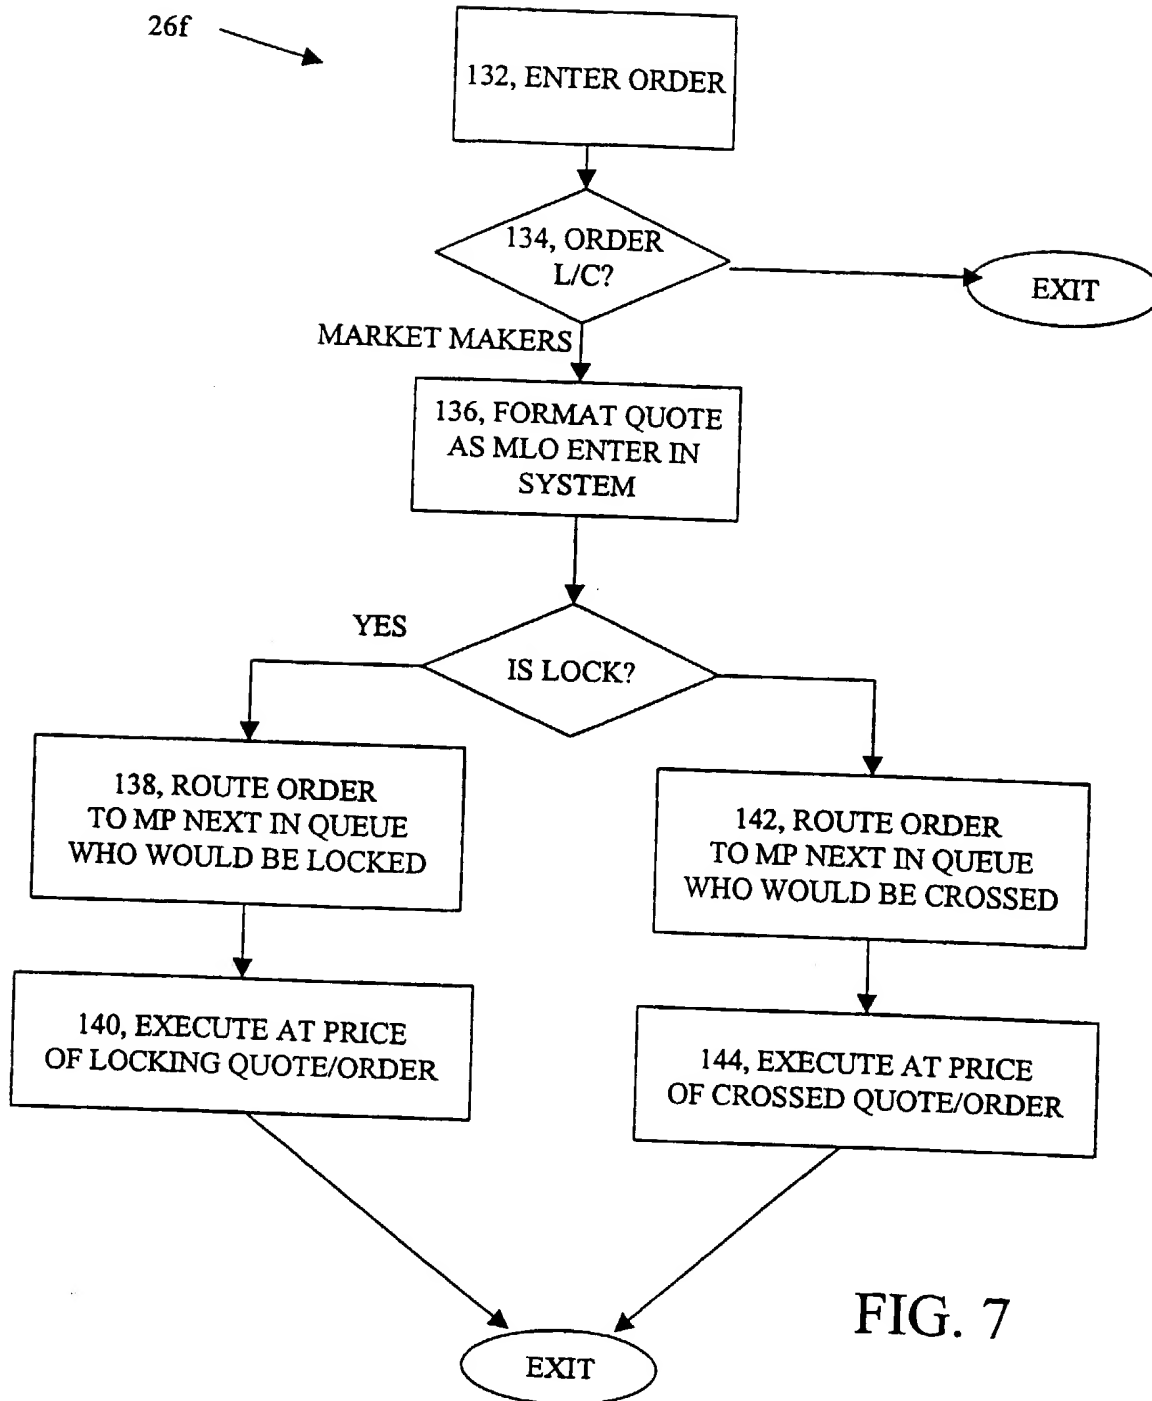 26f
132, ENTER ORDER
134, ORDER
L/C?
EXIT
MARKET MAKERS
136, FORMAT QUOTE
AS MLO ENTER IN
SYSTEM
YES
IS LOCK?
138, ROUTE ORDER
TO MP NEXT IN QUEUE
WHO WOULD BE LOCKED
142, ROUTE ORDER
TO MP NEXT IN QUEUE
WHO WOULD BE CROSSED
140, EXECUTE AT PRICE
OF LOCKING QUOTE/ORDER
144, EXECUTE AT PRICE
OF CROSSED QUOTE/ORDER
FIG. 7
EXIT